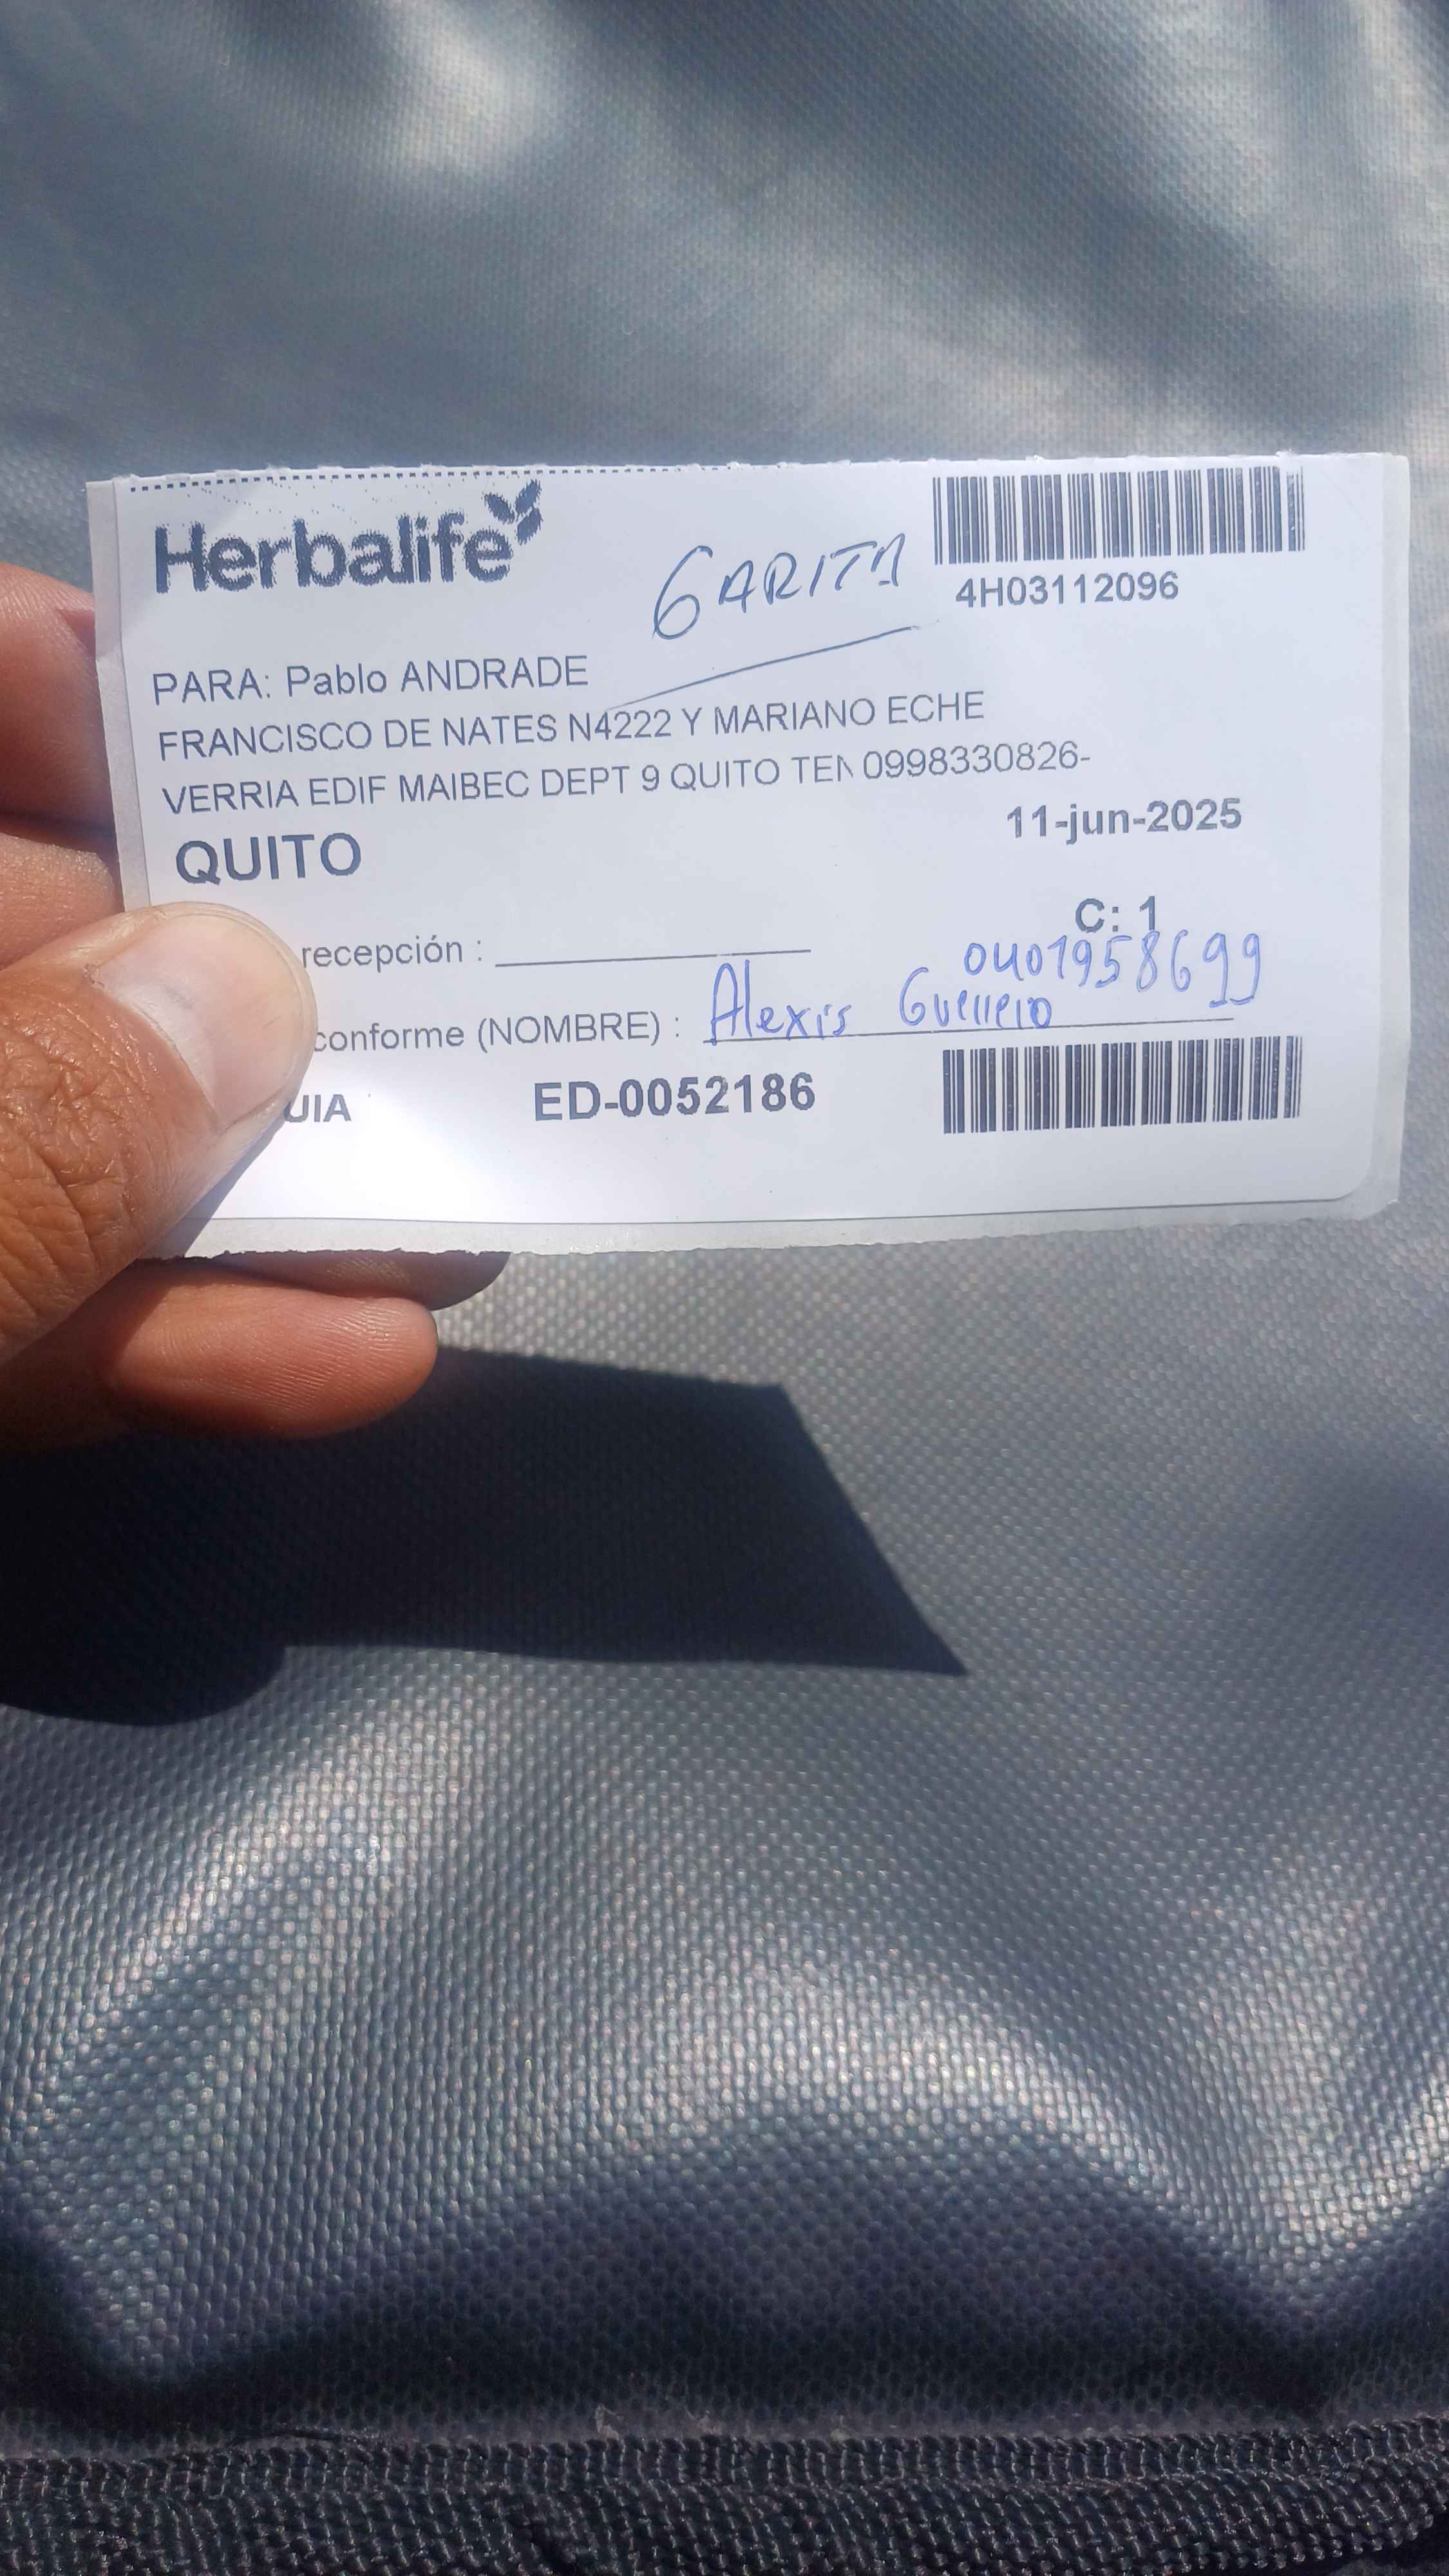 Herbalife
GARITA
4H03112096
PARA: Pablo ANDRADE
FRANCISCO DE NATES N4222 Y MARIANO ECHE
VERRIA EDIF MAIBEC DEPT 9 QUITO TEN 0998330826-
11-jun-2025
QUITO
C: 1
recepción :
0401958699
conforme (NOMBRE) : Alexis Guerrero
UIA ED-0052186